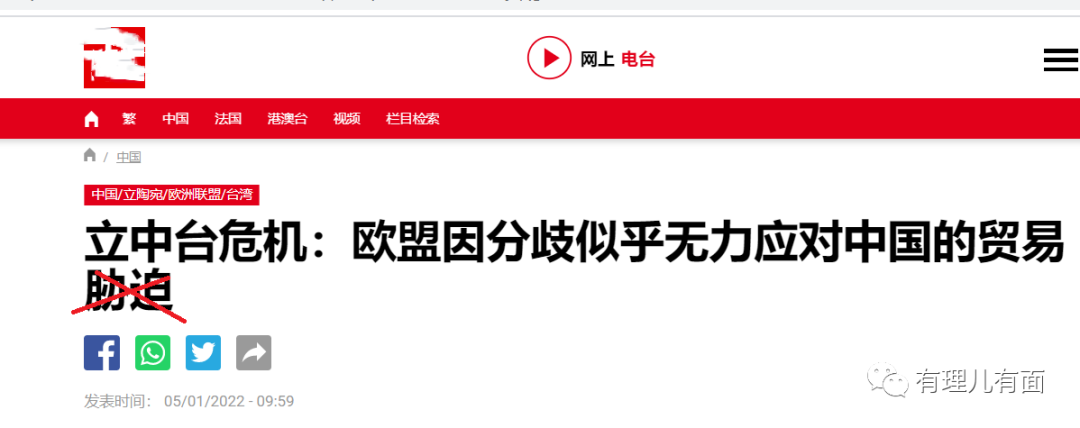 网上 电台
繁 中国 法国 港澳台 视频 栏目检索
/ 中国
中国/立陶宛/欧洲联盟/台湾
立中台危机：欧盟因分歧似乎无力应对中国的贸易
胁迫
发表时间： 05/01/2022 - 09:59
有理儿有面